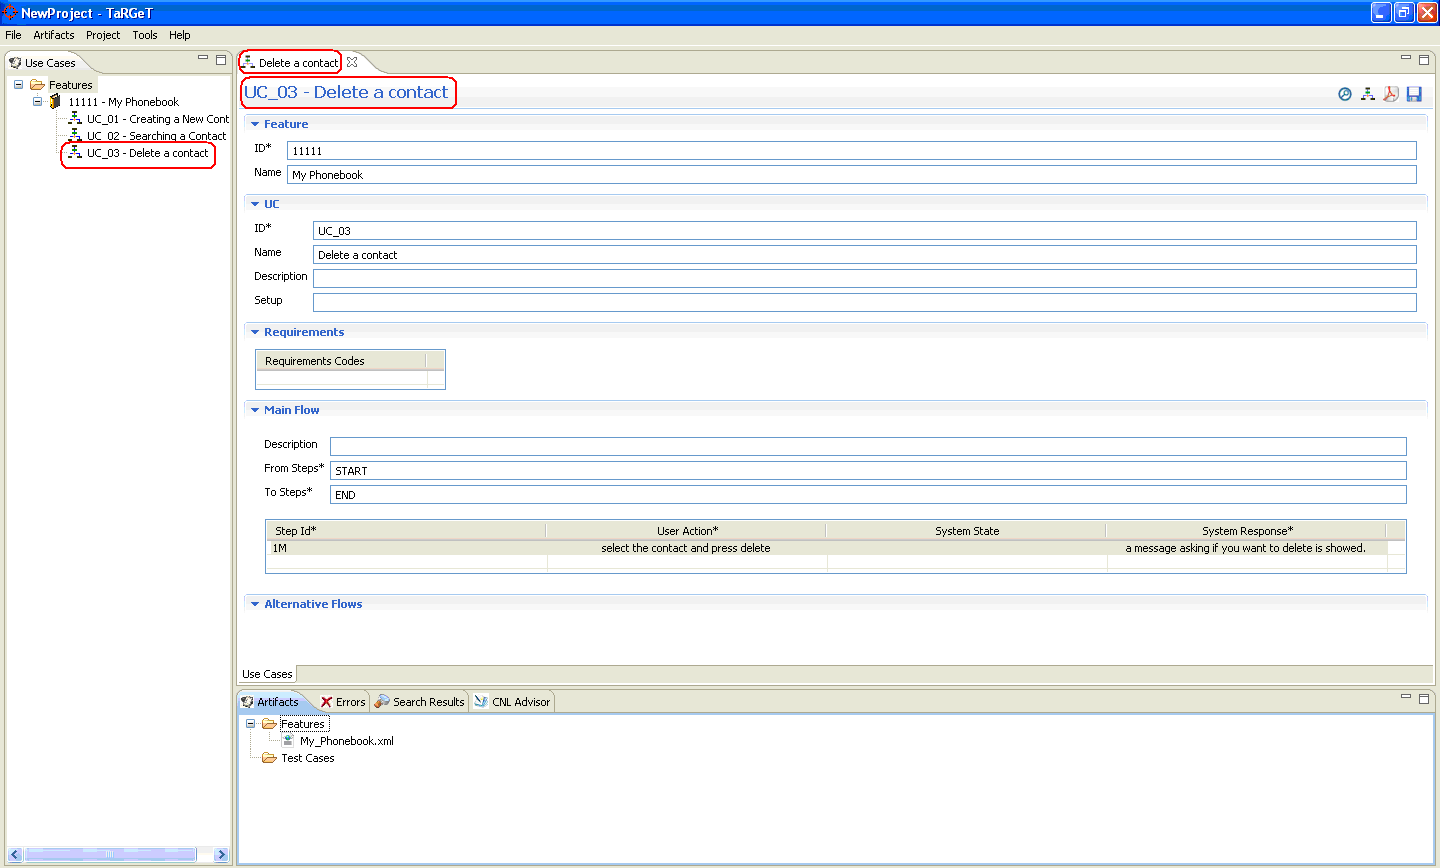 NewProject - TaRGeT
File Artifacts Project Tools Help
Use Cases
Features
11111 - My Phonebook
UC_01 - Creating a New Cont
UC_02 - Searching a Contact
UC_03 - Delete a contact
Delete a contact
UC_03 - Delete a contact
Feature
ID* 11111
Name My Phonebook
UC
ID* UC_03
Name Delete a contact
Description
Setup
Requirements
Requirements Codes
Main Flow
Description
From Steps* START
To Steps* END
Step Id* User Action* System State System Response*
1M select the contact and press delete a message asking if you want to delete is showed.
Alternative Flows
Use Cases
Artifacts Errors Search Results CNL Advisor
Features
My_Phonebook.xml
Test Cases